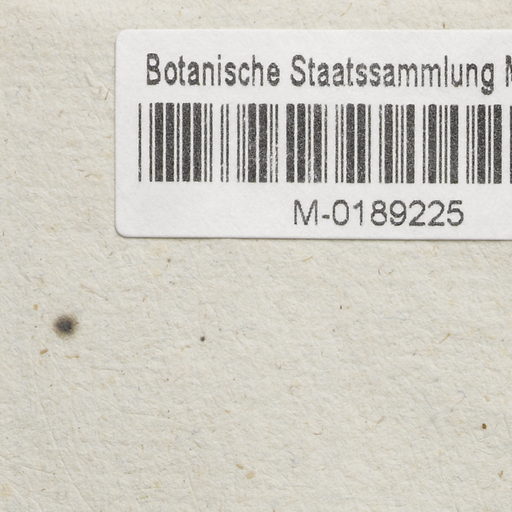 Botanische Staatssammlung
M-0189225